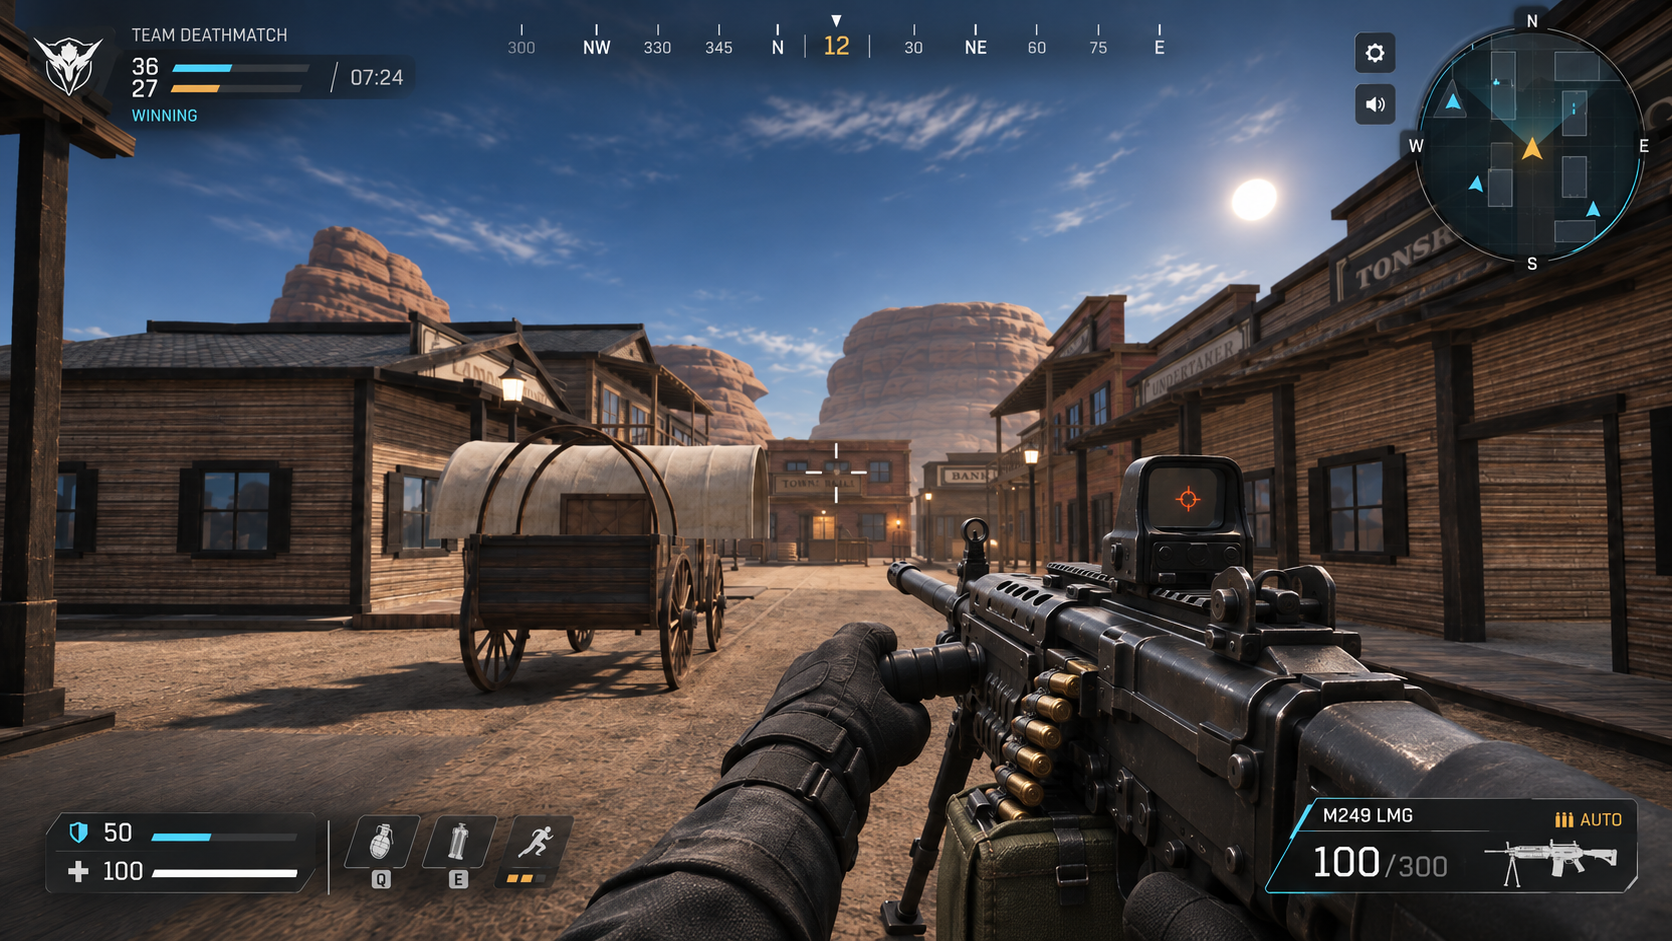 TEAM DEATHMATCH
36
27
07:24
WINNING
300 NW 330 345 N 12 30 NE 60 75 E
N
W
E
S
TONS
UNDERTAKER
BANK
50
100
Q
E
M249 LMG
AUTO
100/300